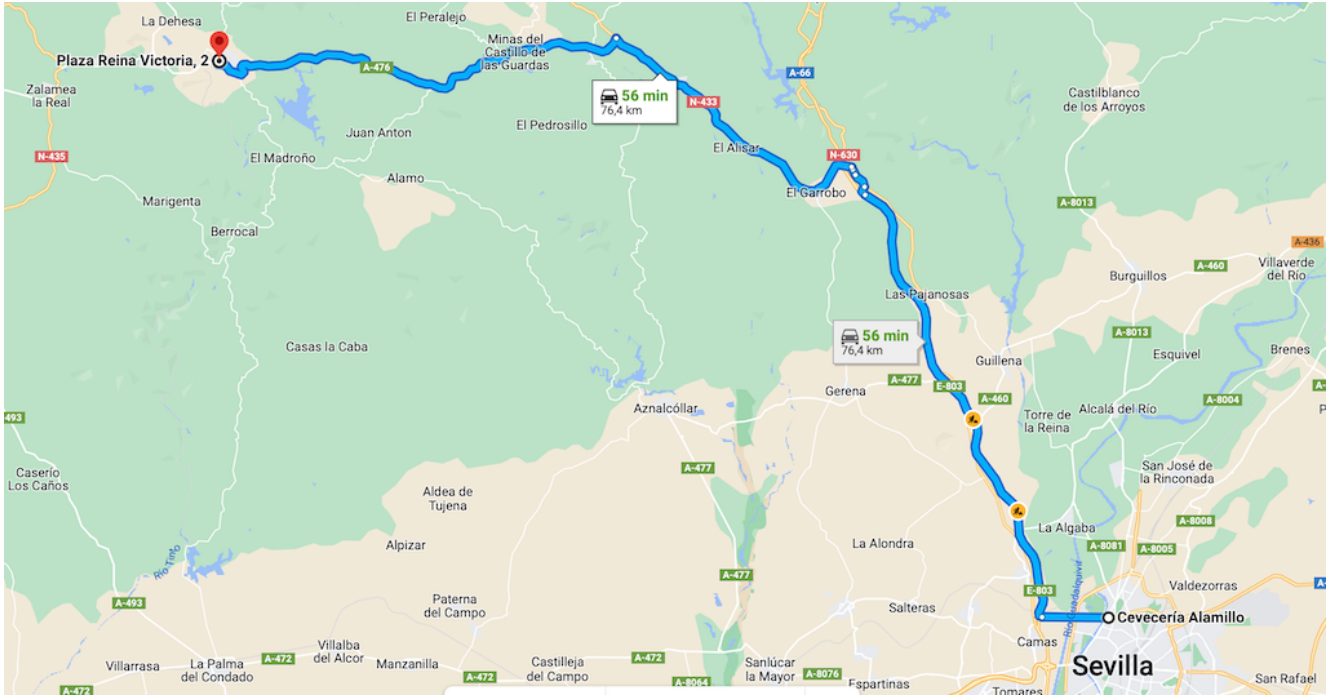 La Dehesa
El Peralejo
Plaza Reina Victoria, 2
Minas del
Castillo de
las Guardas
A-476
A-66
Zalamea
la Real
56 min
76,4 km
N-433
Castilblanco
de los Arroyos
El Pedrosillo
Juan Anton
El Alisar
N-630
N-435
El Madroño
Alamo
El Garrobo
Marigenta
A-8013
Berrocal
A-436
Villaverde
del Río
A-460
Burguillos
Las Pajanosas
56 min
76,4 km
A-8013
Casas la Caba
Guillena
Esquivel
Brenes
A-477
E-803
Gerena
A-460
A-8004
Aznalcóllar
Torre de
la Reina
Alcalá del Río
493
Caserío
Los Caños
A-477
San José de
la Rinconada
Aldea de
Tujena
A-8008
La Algaba
Alpizar
La Alondra
A-8081
A-8005
Río Tinto
A-477
Valdezorras
E-803
Río Guadalquivir
A-493
Paterna
del Campo
Salteras
Cevecería Alamillo
Camas
Villalba
del Alcor
Sevilla
Villarrasa
La Palma
del Condado
A-472
Manzanilla
Castilleja
del Campo
A-472
Sanlúcar
la Mayor
A-8076
San Rafael
A-472
A-472
A-8064
Espartinas
Tomares